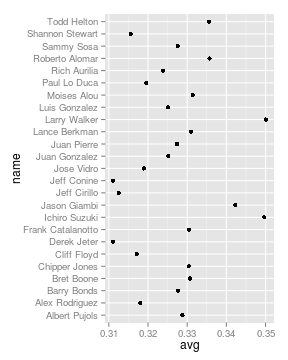 Todd Helton
Shannon Stewart
Sammy Sosa
Roberto Alomar
Rich Aurilia
Paul Lo Duca
Moises Alou
Luis Gonzalez
Larry Walker
Lance Berkman
Juan Pierre
Juan Gonzalez
Jose Vidro
Jeff Conine
Jeff Cirillo
Jason Giambi
Ichiro Suzuki
Frank Catalanotto
Derek Jeter
Cliff Floyd
Chipper Jones
Bret Boone
Barry Bonds
Alex Rodriguez
Albert Pujols
name
0.31 0.32 0.33 0.34 0.35
avg